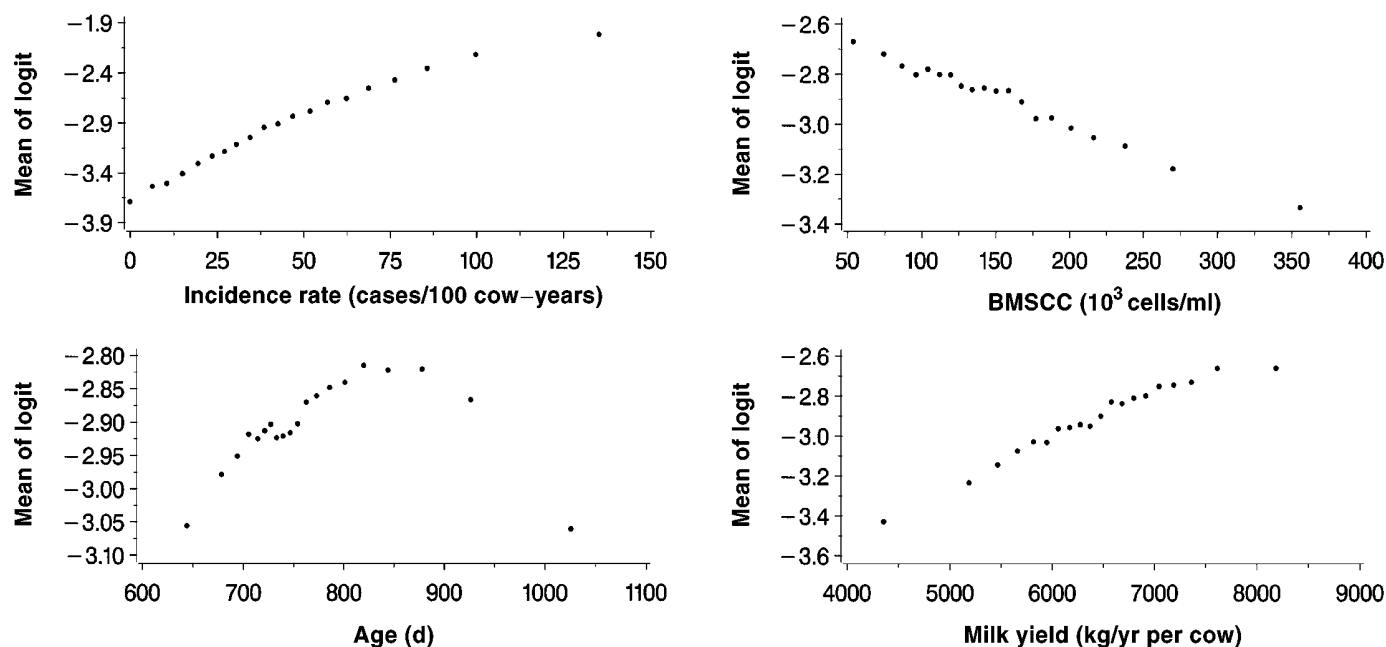 Mean of logit
−1.9
−2.4
−2.9
−3.4
−3.9
0 25 50 75 100 125 150
Incidence rate (cases/100 cow−years)
Mean of logit
−2.6
−2.8
−3.0
−3.2
−3.4
50 100 150 200 250 300 350 400
BMSCC (10³ cells/ml)
Mean of logit
−2.80
−2.85
−2.90
−2.95
−3.00
−3.05
−3.10
600 700 800 900 1000 1100
Age (d)
Mean of logit
−2.6
−2.8
−3.0
−3.2
−3.4
−3.6
4000 5000 6000 7000 8000 9000
Milk yield (kg/yr per cow)